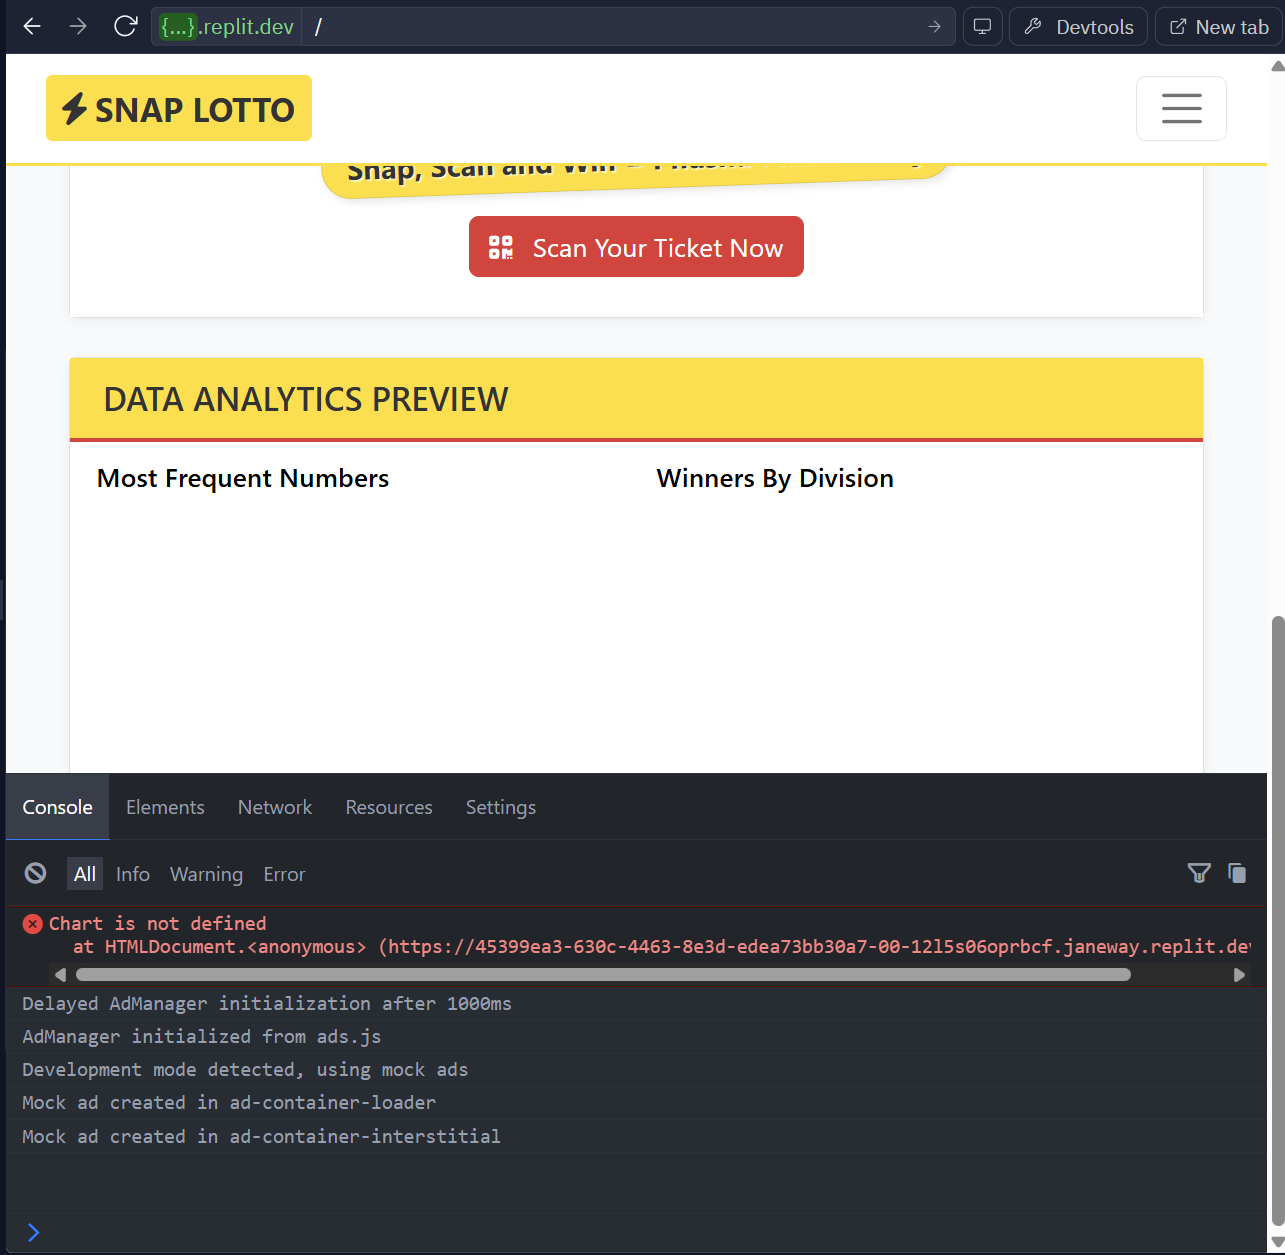 {...}.replit.dev /
Devtools
New tab
SNAP LOTTO
Snap, Scan and Win
Scan Your Ticket Now
DATA ANALYTICS PREVIEW
Most Frequent Numbers
Winners By Division
Console Elements Network Resources Settings
All Info Warning Error
Chart is not defined
at HTMLDocument.<anonymous> (https://45399ea3-630c-4463-8e3d-edea73bb30a7-00-12l5s06oprbcf.janeway.replit.dev
Delayed AdManager initialization after 1000ms
AdManager initialized from ads.js
Development mode detected, using mock ads
Mock ad created in ad-container-loader
Mock ad created in ad-container-interstitial